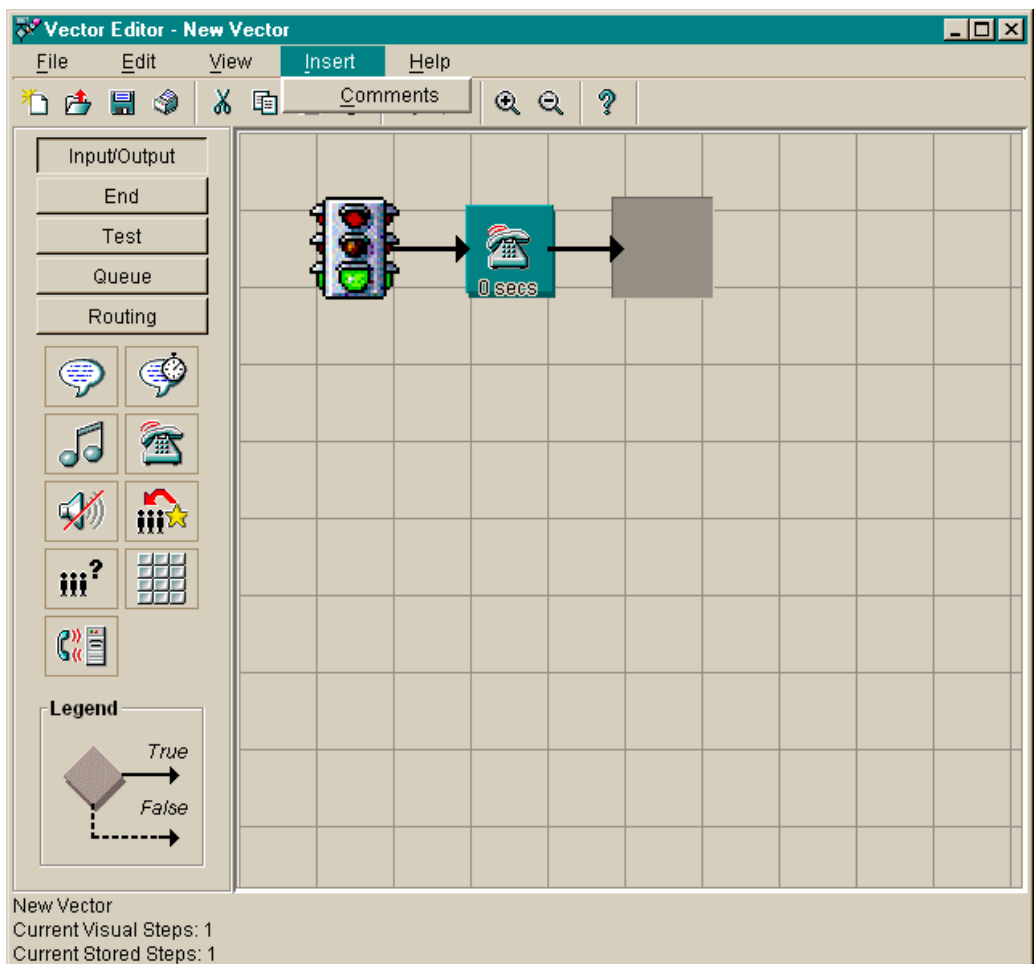 Vector Editor - New Vector
File Edit View Insert Help
Comments
Input/Output
End
Test
Queue
Routing
0 secs
?
Legend
True
False
New Vector
Current Visual Steps: 1
Current Stored Steps: 1